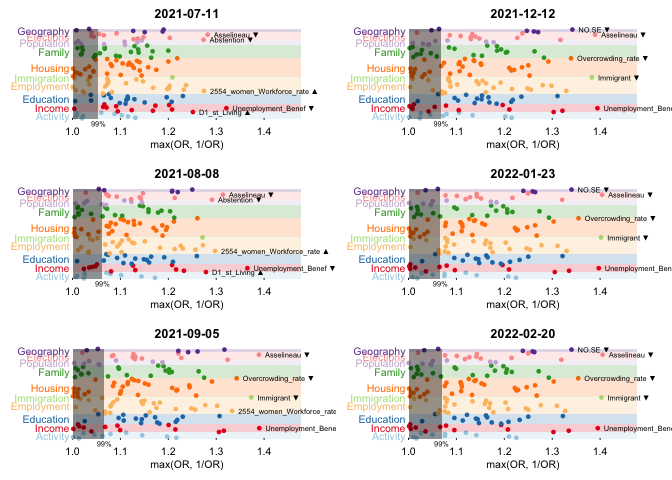 2021-07-11
Geography
Elections
Population
Family
Housing
Immigration
Employment
Education
Income
Activity
Asselineau ▼
Abstention ▼
2554_women_Workforce_rate ▲
Unemployment_Benef ▼
D1_st_Living ▲
99%
1.0 1.1 1.2 1.3 1.4
max(OR, 1/OR)
2021-12-12
Geography
Elections
Population
Family
Housing
Immigration
Employment
Education
Income
Activity
NO.SE ▼
Asselineau ▼
Overcrowding_rate ▼
Immigrant ▼
Unemployment_Bene
99%
1.0 1.1 1.2 1.3 1.4
max(OR, 1/OR)
2021-08-08
Geography
Elections
Population
Family
Housing
Immigration
Employment
Education
Income
Activity
Asselineau ▼
Abstention ▼
2554_women_Workforce_rate ▲
Unemployment_Benef ▼
D1_st_Living ▲
99%
1.0 1.1 1.2 1.3 1.4
max(OR, 1/OR)
2022-01-23
Geography
Elections
Population
Family
Housing
Immigration
Employment
Education
Income
Activity
NO.SE ▼
Asselineau ▼
Overcrowding_rate ▼
Immigrant ▼
Unemployment_Bene
99%
1.0 1.1 1.2 1.3 1.4
max(OR, 1/OR)
2021-09-05
Geography
Elections
Population
Family
Housing
Immigration
Employment
Education
Income
Activity
Asselineau ▼
Overcrowding_rate ▼
Immigrant ▼
2554_women_Workforce_rate
Unemployment_Bene
99%
1.0 1.1 1.2 1.3 1.4
max(OR, 1/OR)
2022-02-20
Geography
Elections
Population
Family
Housing
Immigration
Employment
Education
Income
Activity
NO.SE ▼
Asselineau ▼
Overcrowding_rate ▼
Immigrant ▼
Unemployment_Bene
99%
1.0 1.1 1.2 1.3 1.4
max(OR, 1/OR)